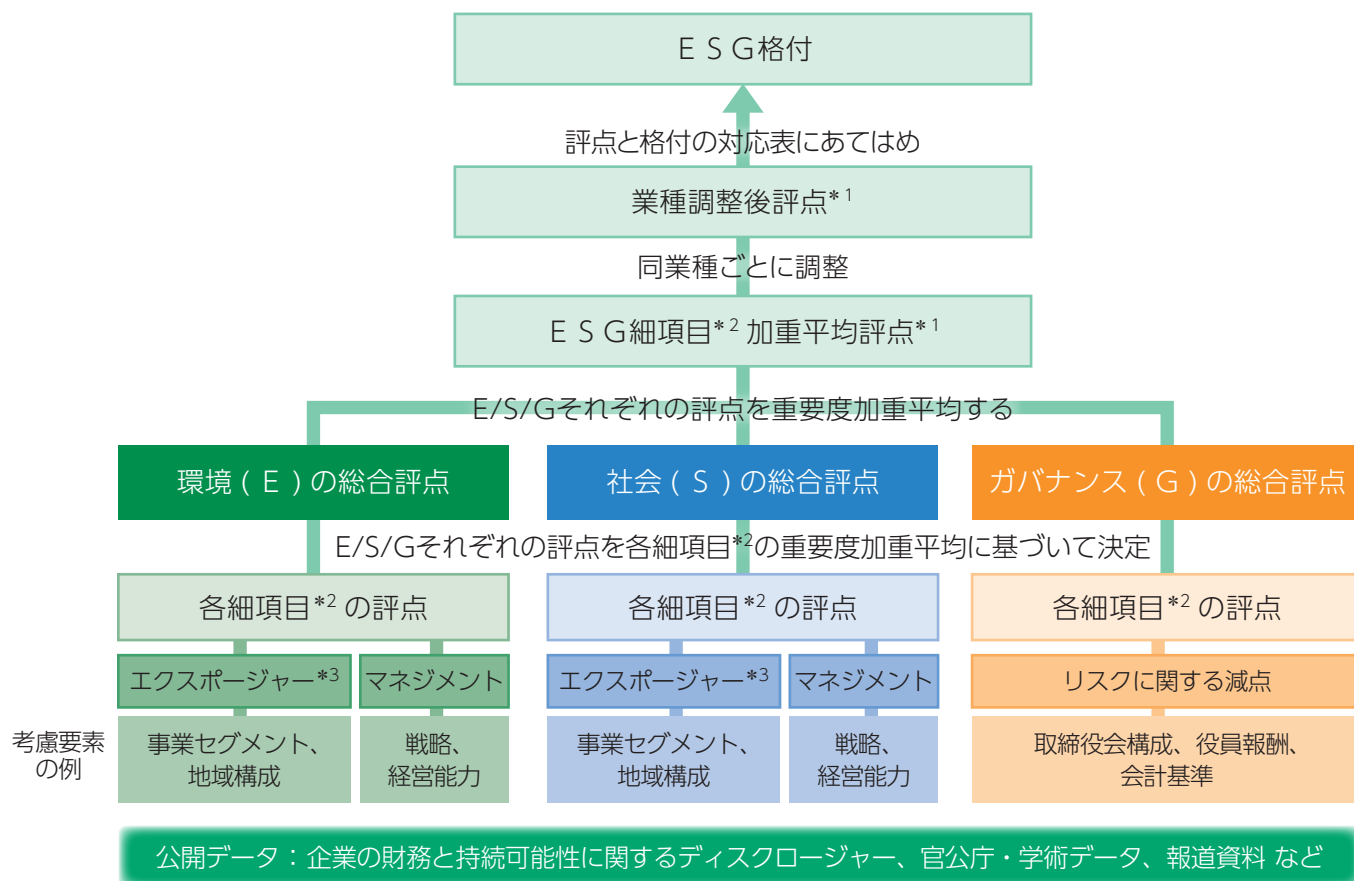 ＥＳＧ格付
評点と格付の対応表にあてはめ
業種調整後評点*1
同業種ごとに調整
ＥＳＧ細項目*2 加重平均評点*1
E/S/Gそれぞれの評点を重要度加重平均する
環境（Ｅ）の総合評点
社会（Ｓ）の総合評点
ガバナンス（Ｇ）の総合評点
E/S/Gそれぞれの評点を各細項目*2の重要度加重平均に基づいて決定
各細項目*2 の評点
各細項目*2 の評点
各細項目*2 の評点
エクスポージャー*3
マネジメント
エクスポージャー*3
マネジメント
リスクに関する減点
考慮要素
の例
事業セグメント、
地域構成
戦略、
経営能力
事業セグメント、
地域構成
戦略、
経営能力
取締役会構成、役員報酬、
会計基準
公開データ：企業の財務と持続可能性に関するディスクロージャー、官公庁・学術データ、報道資料 など